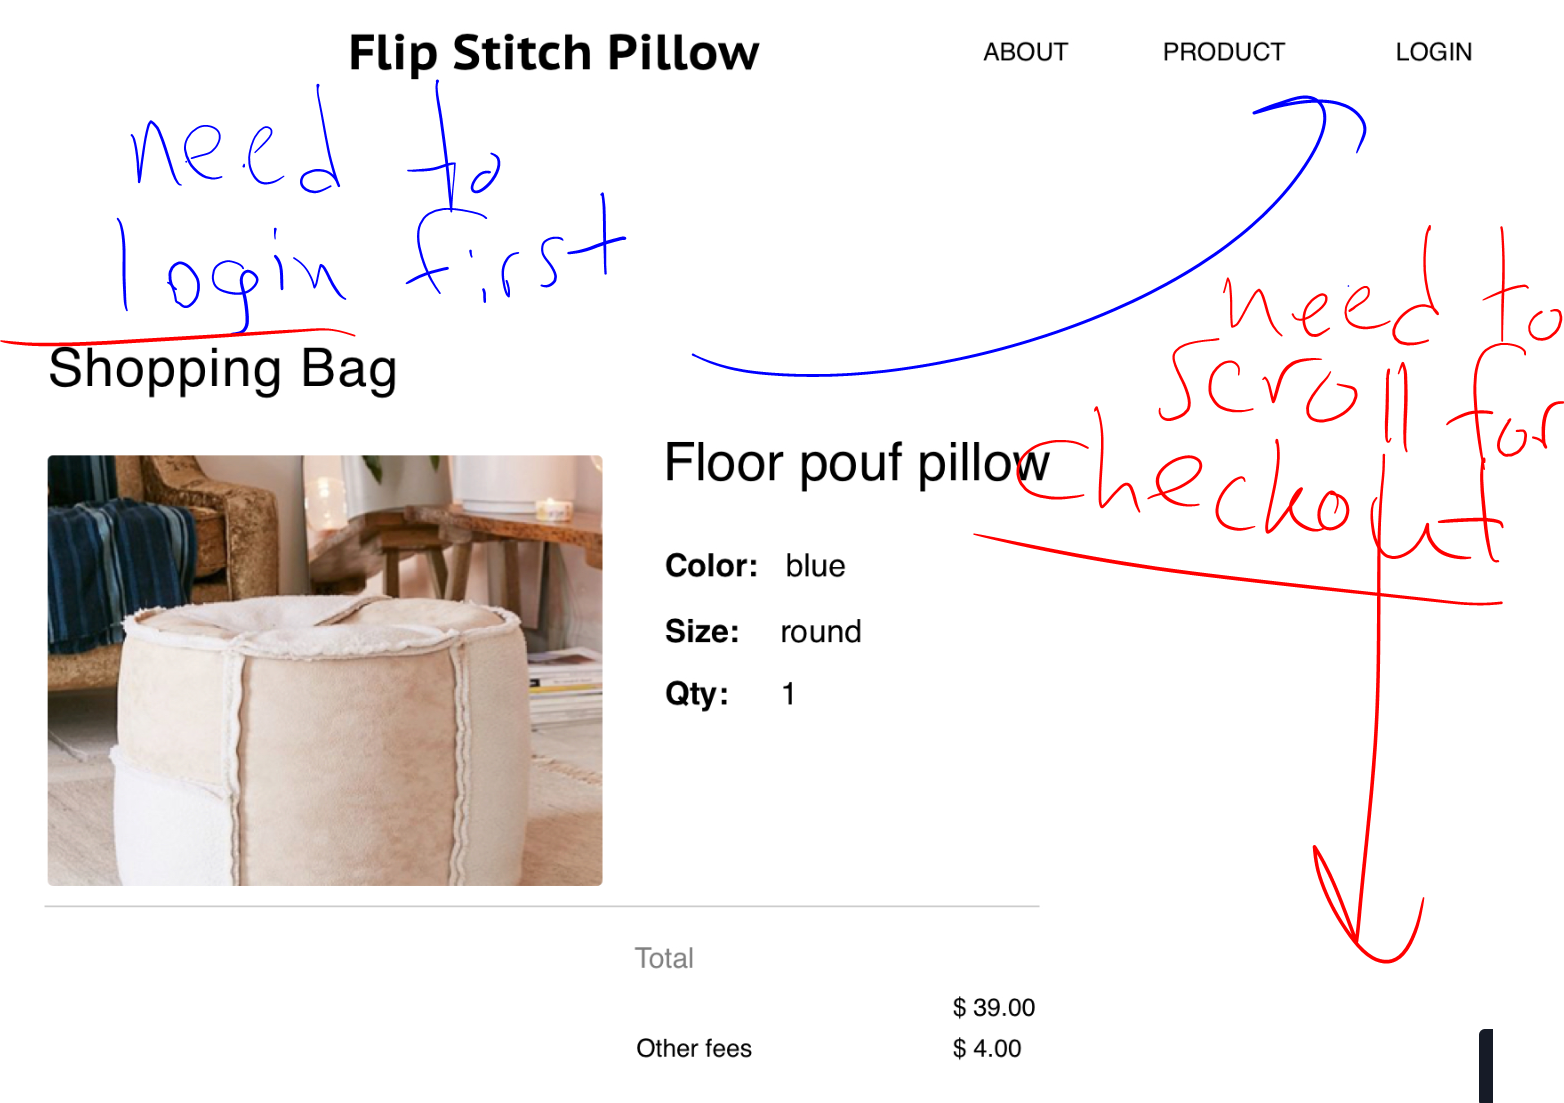 Flip Stitch Pillow ABOUT PRODUCT LOGIN
need to
login first
need to
scroll for
checkout
Shopping Bag
Floor pouf pillow
Color: blue
Size: round
Qty: 1
Total
$ 39.00
Other fees $ 4.00